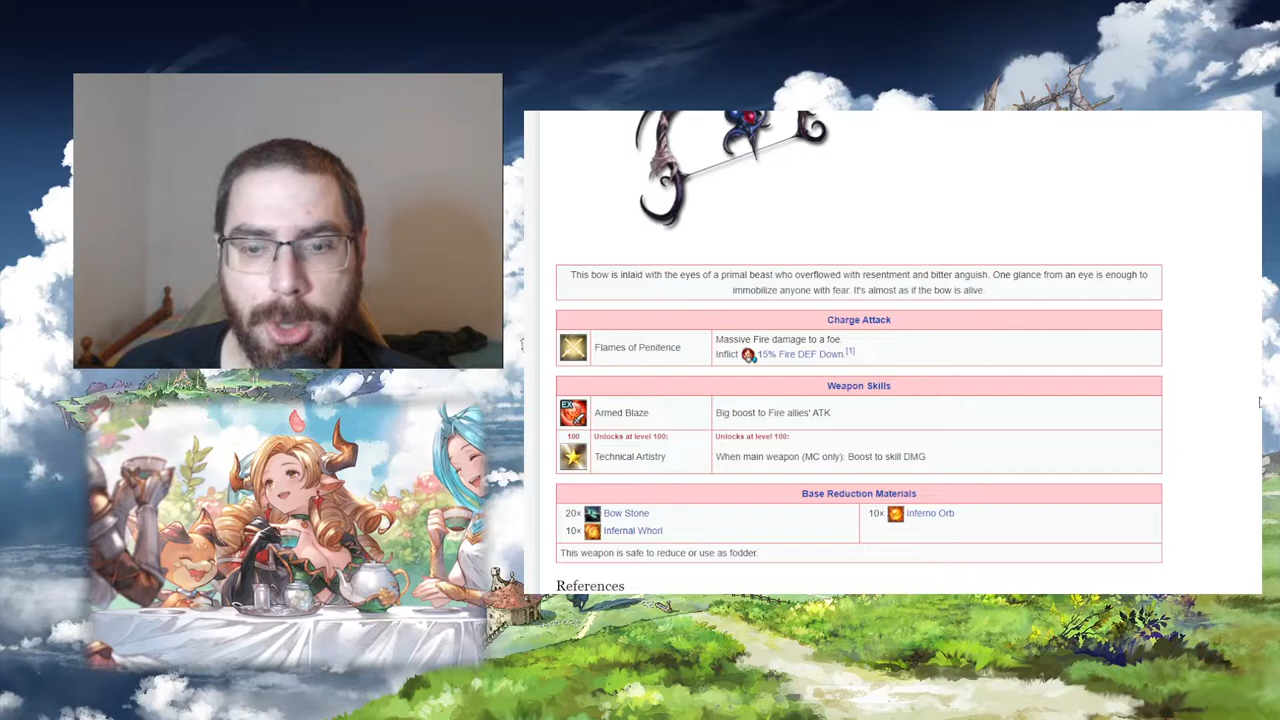 This bow is inlaid with the eyes of a primal beast who overflowed with resentment and bitter anguish. One glance from an eye is enough to
immobilize anyone with fear. It's almost as if the bow is alive.
Charge Attack
Flames of Penitence
Massive Fire damage to a foe.
Inflict 15% Fire DEF Down.[1]
Weapon Skills
EX
Armed Blaze
Big boost to Fire allies' ATK
100
Unlocks at level 100:
Unlocks at level 100:
Technical Artistry
When main weapon (MC only): Boost to skill DMG
Base Reduction Materials
20× Bow Stone
10× Inferno Orb
10× Infernal Whorl
This weapon is safe to reduce or use as fodder.
References